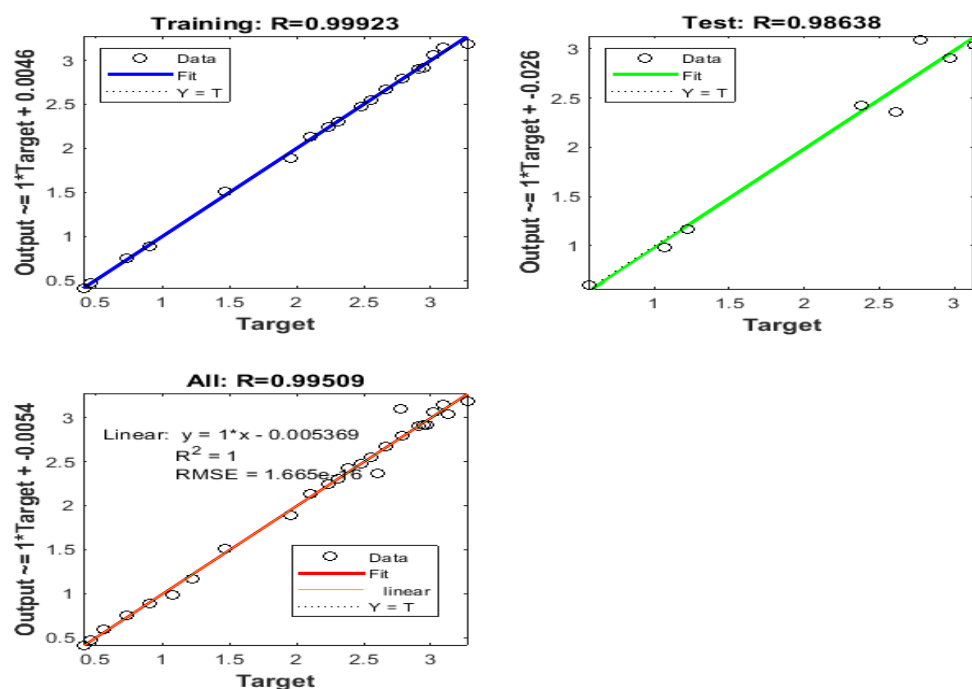 Training: R=0.99923
Output ~= 1*Target + 0.0046
Data
Fit
Y = T
3
2.5
2
1.5
1
0.5
0.5 1 1.5 2 2.5 3
Target
Test: R=0.98638
Output ~= 1*Target + -0.026
Data
Fit
Y = T
3
2.5
2
1.5
1
1 1.5 2 2.5 3
Target
All: R=0.99509
Output ~= 1*Target + -0.0054
Linear: y = 1*x - 0.005369
R² = 1
RMSE = 1.665e-16
Data
Fit
linear
Y = T
3
2.5
2
1.5
1
0.5
0.5 1 1.5 2 2.5 3
Target